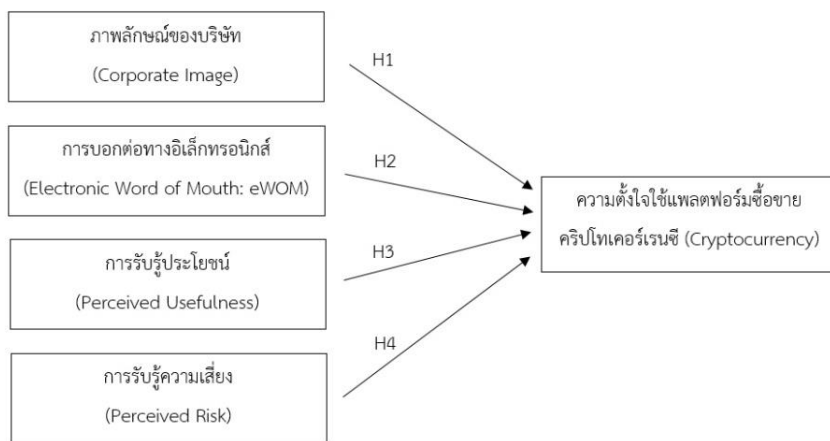 ภาพลักษณ์ของบริษัท
(Corporate Image)
H1
การบอกต่อทางอิเล็กทรอนิกส์
(Electronic Word of Mouth: eWOM)
H2
การรับรู้ประโยชน์
(Perceived Usefulness)
H3
การรับรู้ความเสี่ยง
(Perceived Risk)
H4
ความตั้งใจใช้แพลตฟอร์มซื้อขาย
คริปโทเคอร์เรนซี (Cryptocurrency)